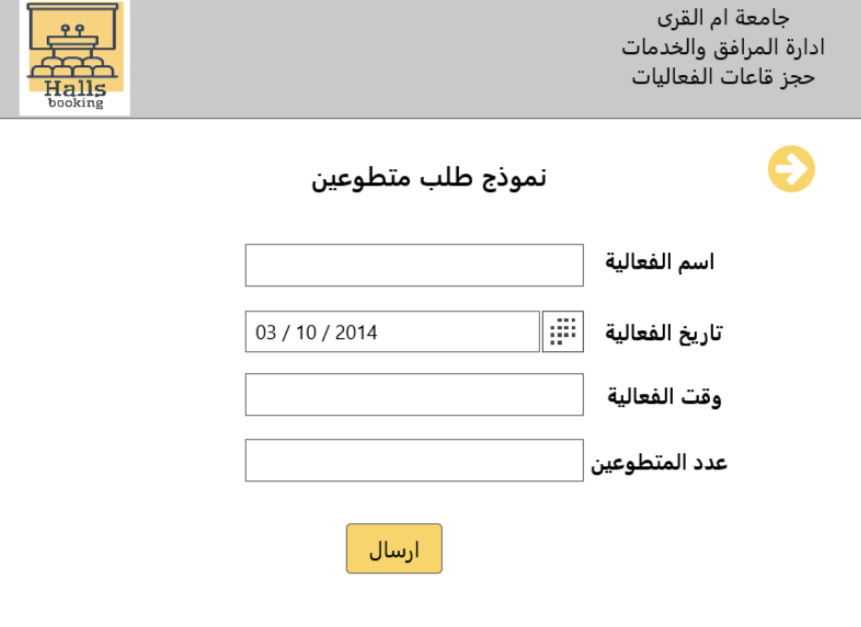 جامعة ام القرى
ادارة المرافق والخدمات
حجز قاعات الفعاليات
Halls
booking
نموذج طلب متطوعين
اسم الفعالية
تاريخ الفعالية
03 / 10 / 2014
وقت الفعالية
عدد المتطوعين
ارسال